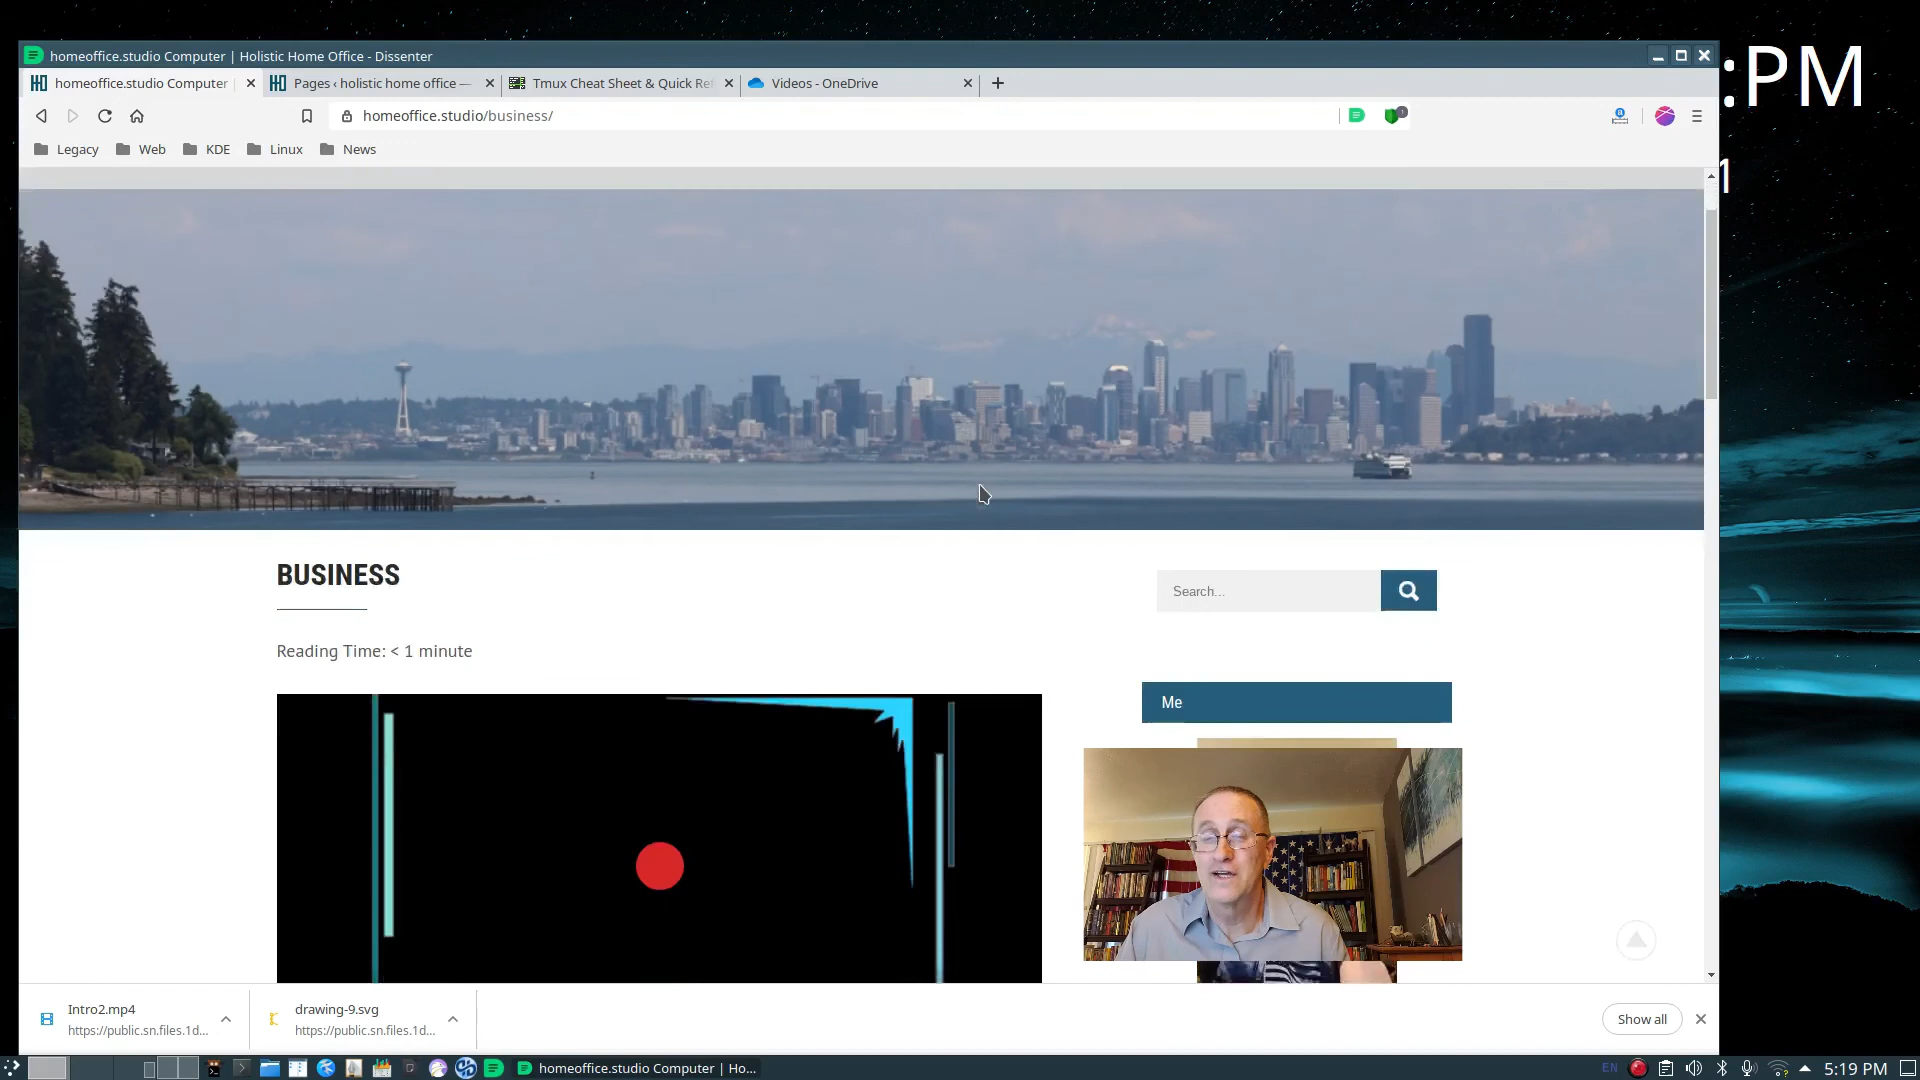 :PM
1
homeoffice.studio Computer | Holistic Home Office - Dissenter
homeoffice.studio Computer
Pages ‹ holistic home office —
Tmux Cheat Sheet & Quick Ref
Videos - OneDrive
homeoffice.studio/business/
Legacy
Web
KDE
Linux
News
BUSINESS
Search...
Reading Time: < 1 minute
Me
Intro2.mp4
https://public.sn.files.1d...
drawing-9.svg
https://public.sn.files.1d...
Show all
homeoffice.studio Computer | Ho...
EN
5:19 PM